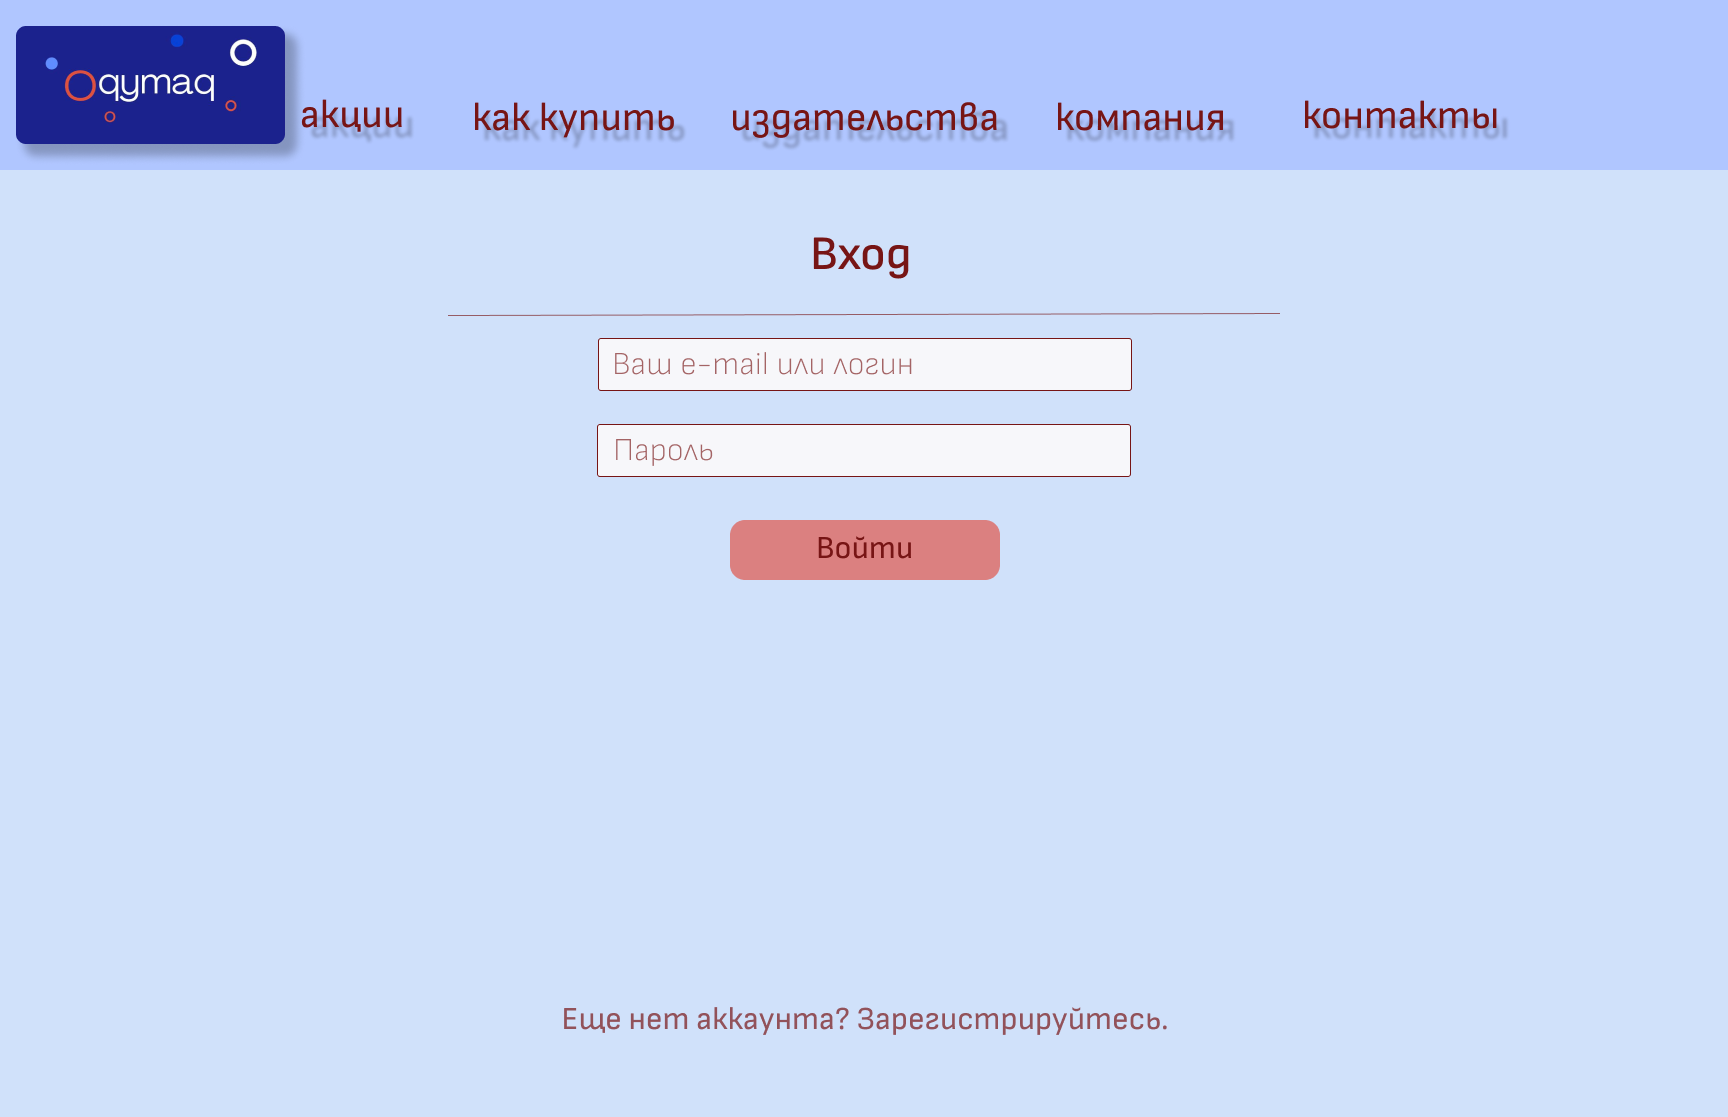 Oqymaq
акции
как купить
издательства
компания
контакты
Вход
Ваш e-mail или логин
Пароль
Войти
Еще нет аккаунта? Зарегистрируйтесь.